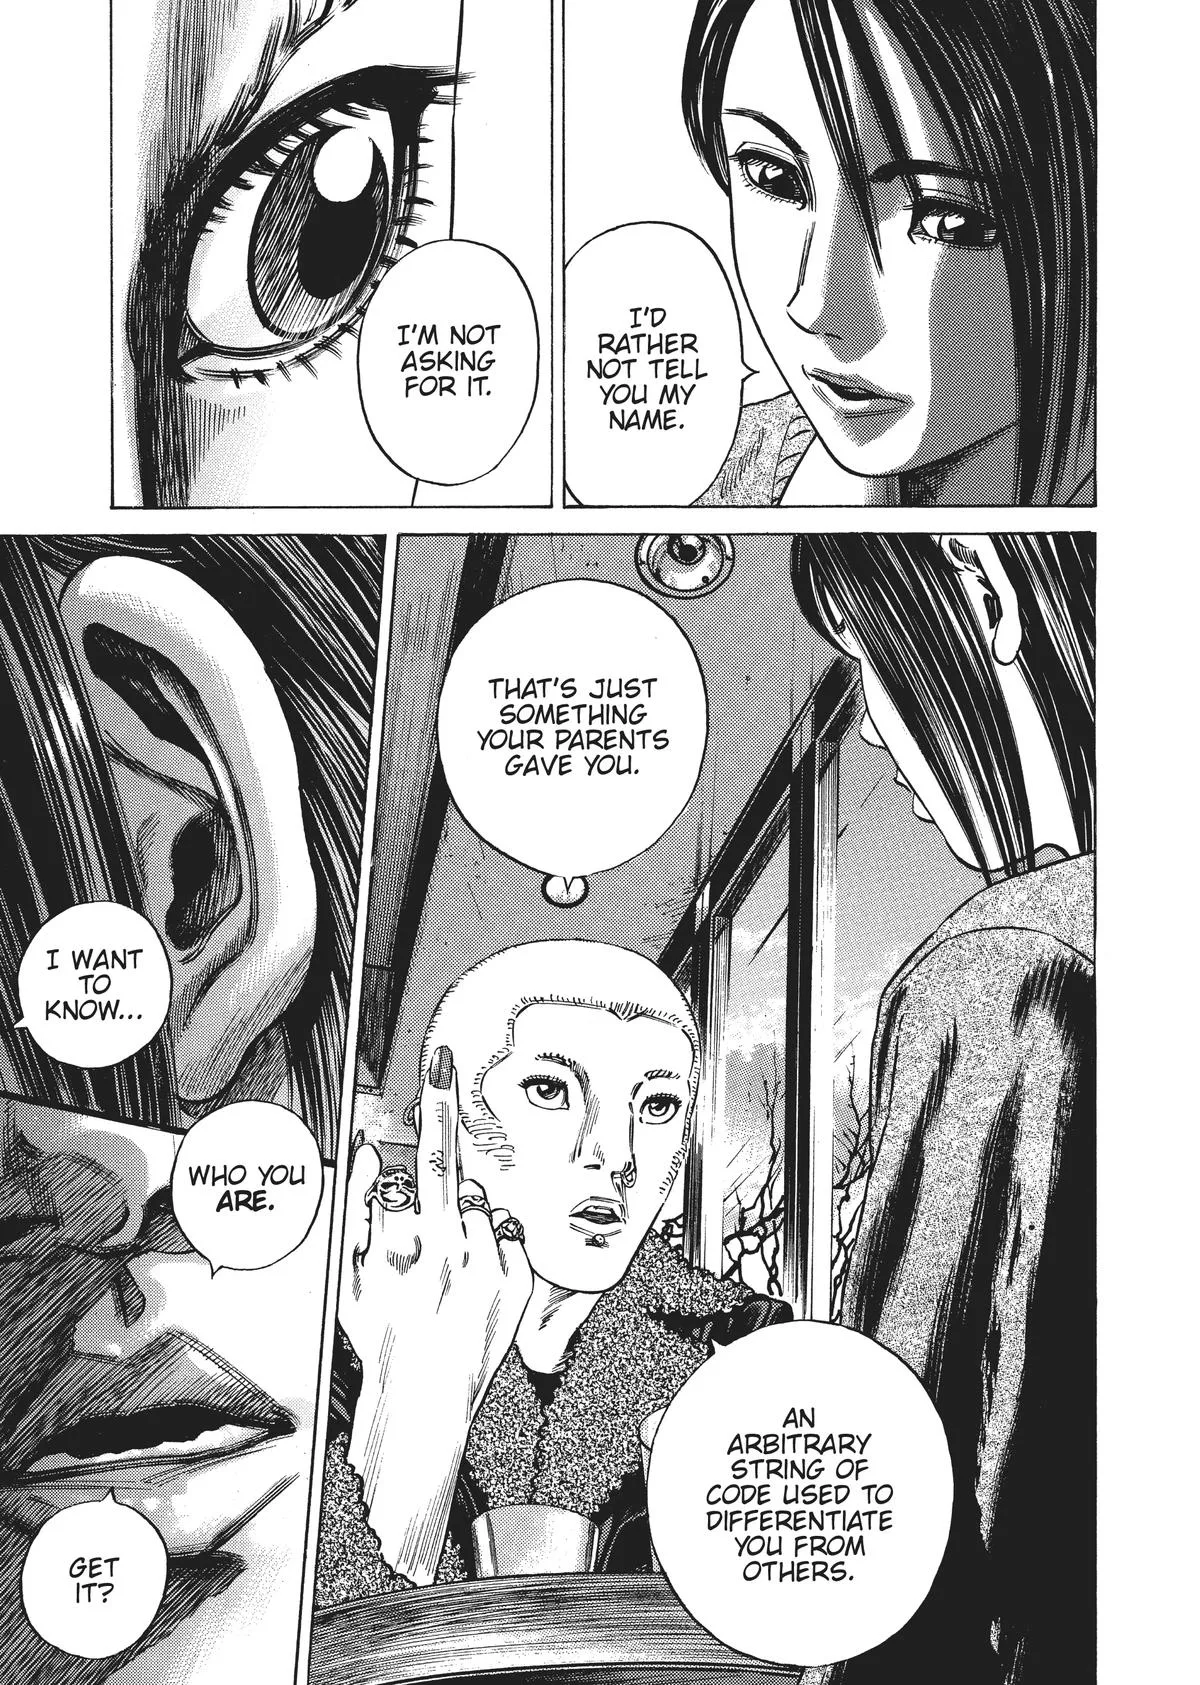 I'D
RATHER
NOT TELL
YOU MY
NAME.
I'M NOT
ASKING
FOR IT.
THAT'S JUST
SOMETHING
YOUR PARENTS
GAVE YOU.
AN
ARBITRARY
STRING OF
CODE USED TO
DIFFERENTIATE
YOU FROM
OTHERS.
I WANT
TO
KNOW...
WHO YOU
ARE.
GET
IT?